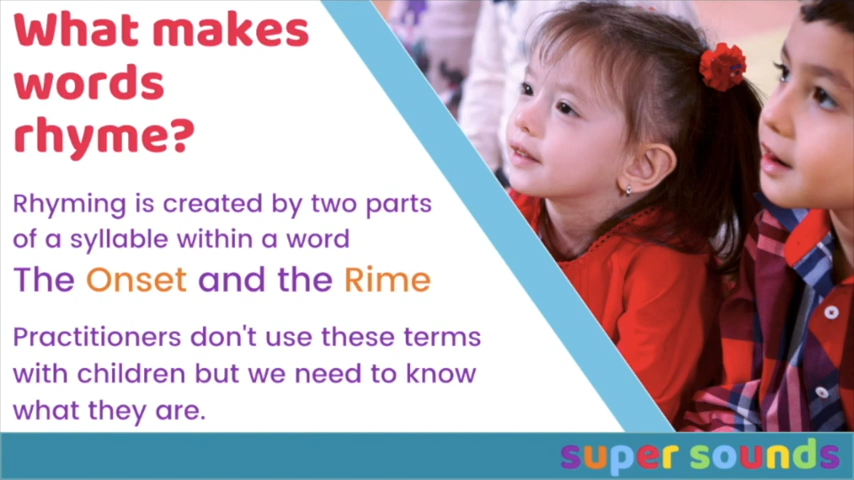 What makes
words
rhyme?
Rhyming is created by two parts
of a syllable within a word
The Onset and the Rime
Practitioners don't use these terms
with children but we need to know
what they are.
super sounds